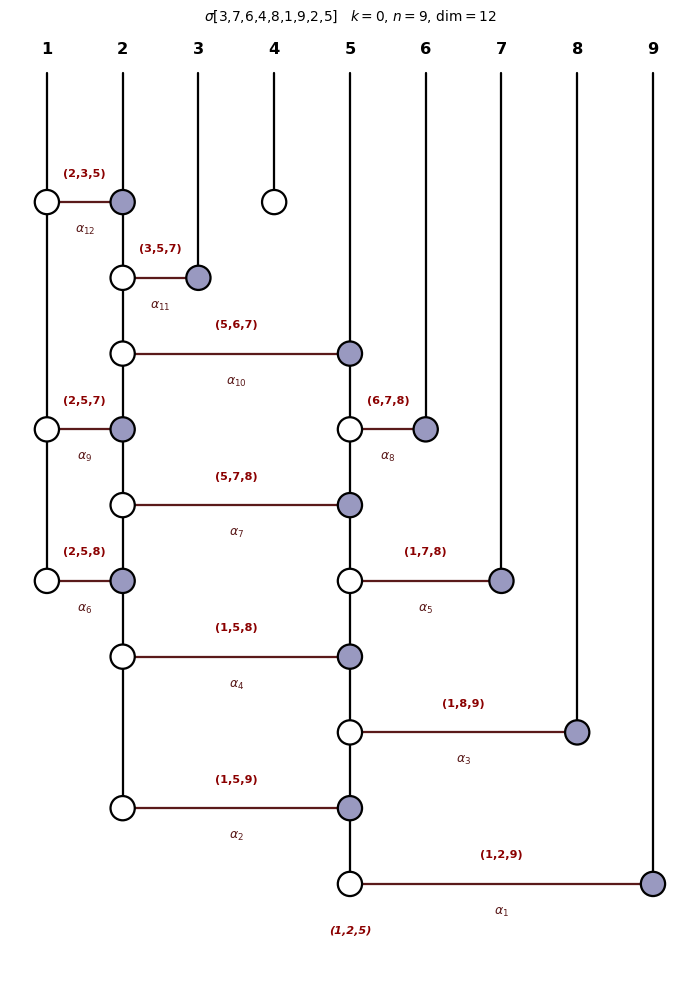 σ[3,7,6,4,8,1,9,2,5]   k = 0, n = 9, dim = 12
1 2 3 4 5 6 7 8 9
(2,3,5)
α12
(3,5,7)
α11
(5,6,7)
α10
(2,5,7) (6,7,8)
α9 α8
(5,7,8)
α7
(2,5,8) (1,7,8)
α6 α5
(1,5,8)
α4
(1,8,9)
α3
(1,5,9)
α2
(1,2,9)
α1
(1,2,5)